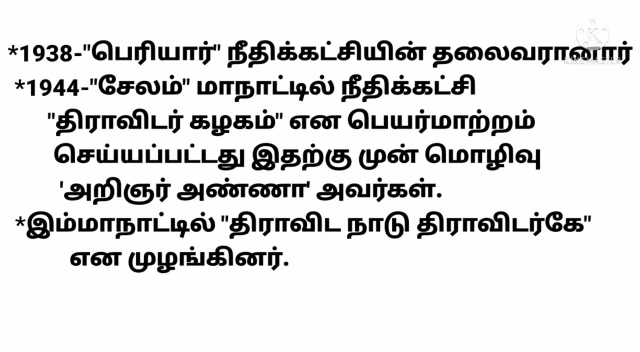 *1938-"பெரியார்" நீதிக்கட்சியின் தலைவரானார்
*1944-"சேலம்" மாநாட்டில் நீதிக்கட்சி
"திராவிடர் கழகம்" என பெயர்மாற்றம்
செய்யப்பட்டது இதற்கு முன் மொழிவு
'அறிஞர் அண்ணா' அவர்கள்.
*இம்மாநாட்டில் "திராவிட நாடு திராவிடர்கே"
என முழங்கினர்.